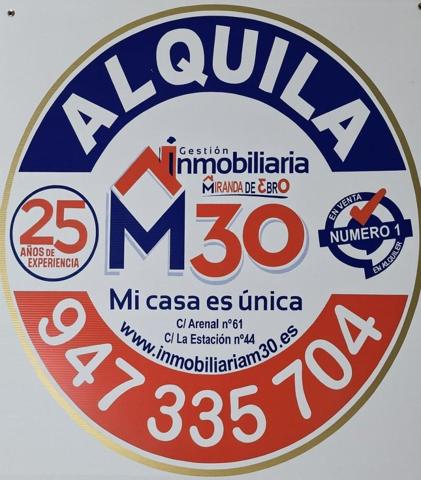 ALQUILA
Gestión
Inmobiliaria
MIRANDA DE EBRO
M30
25
AÑOS DE
EXPERIENCIA
EN VENTA
NUMERO 1
EN ALQUILER
Mi casa es única
C/ Arenal nº61
C/ La Estación nº44
www.inmobiliariam30.es
947 335 704